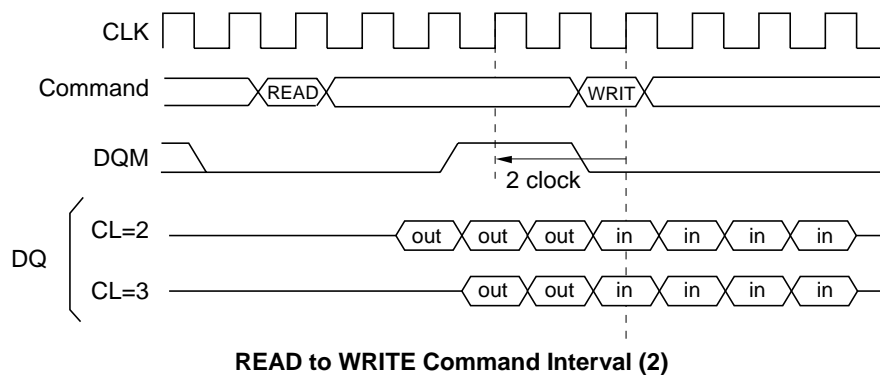 CLK
Command READ WRIT
DQM
2 clock
DQ
CL=2 out out out in in in in
CL=3 out out in in in in
READ to WRITE Command Interval (2)